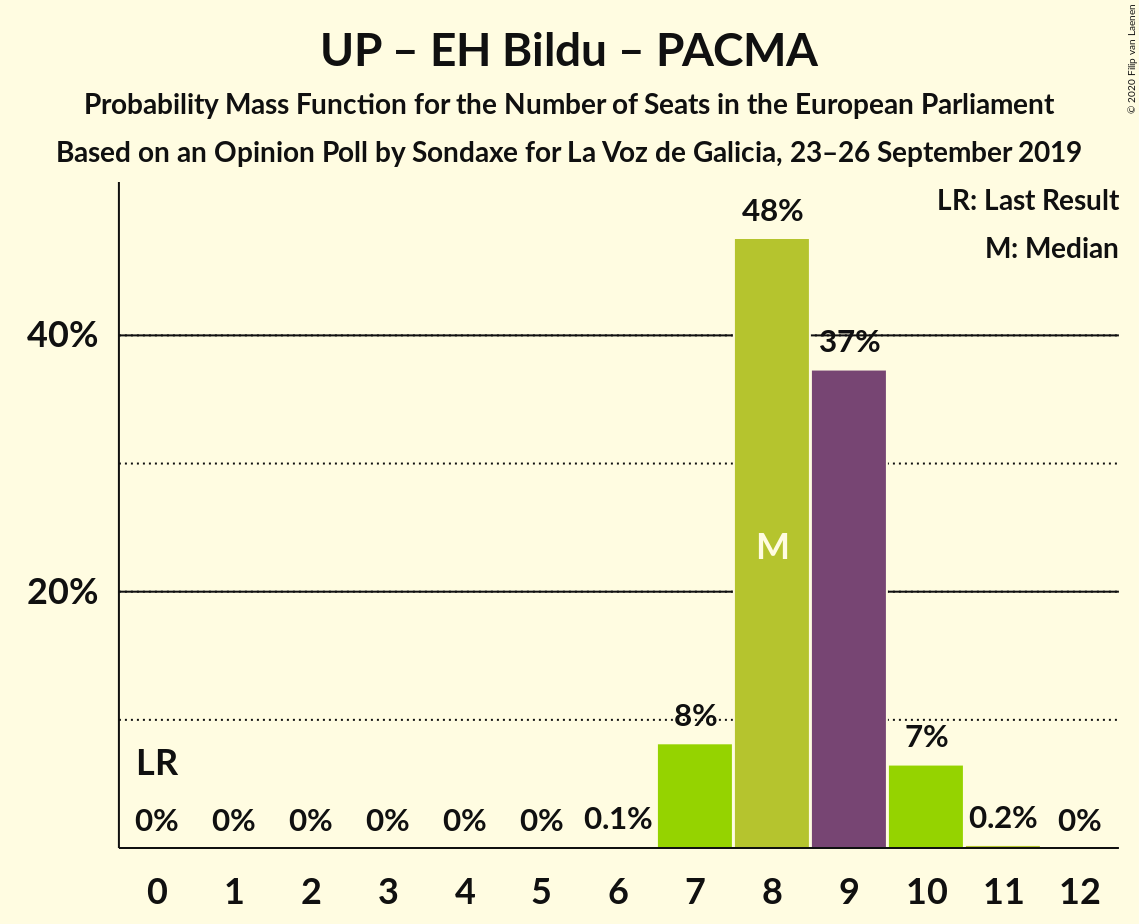 UP – EH Bildu – PACMA
Probability Mass Function for the Number of Seats in the European Parliament
Based on an Opinion Poll by Sondaxe for La Voz de Galicia, 23–26 September 2019
© 2020 Filip van Laenen
LR: Last Result
M: Median
48%
40%
37%
M
20%
8%
7%
LR
0% 0% 0% 0% 0% 0% 0.1% 0.2% 0%
0 1 2 3 4 5 6 7 8 9 10 11 12